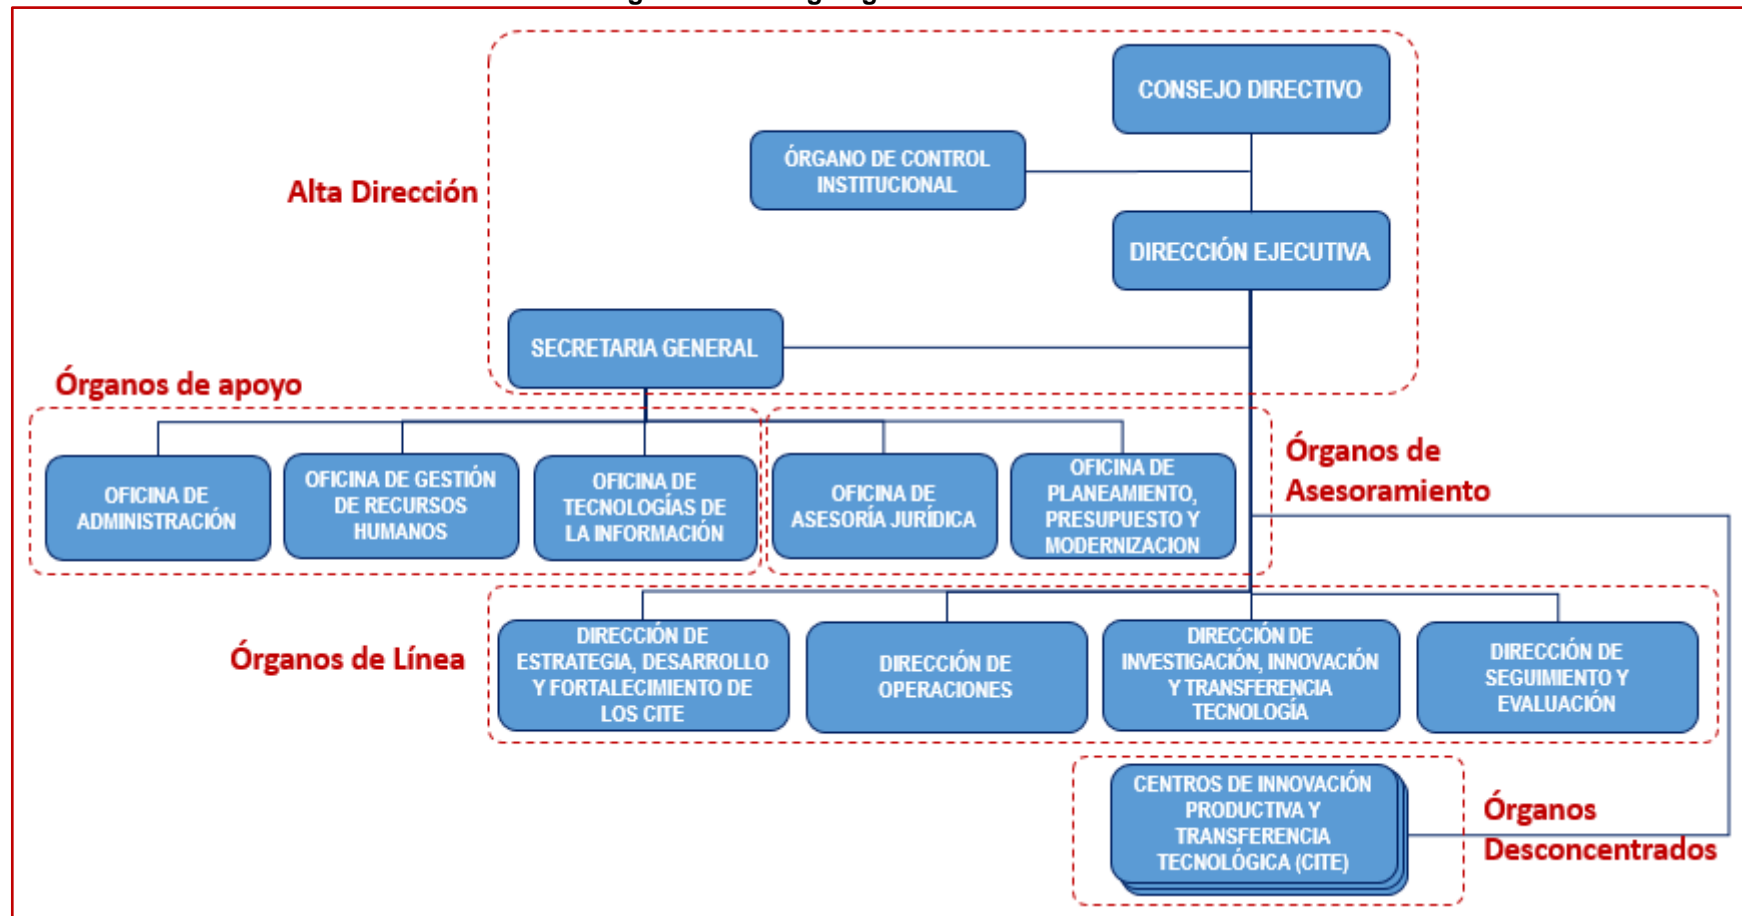 CONSEJO DIRECTIVO
ÓRGANO DE CONTROL
INSTITUCIONAL
Alta Dirección
DIRECCIÓN EJECUTIVA
SECRETARIA GENERAL
Órganos de apoyo
OFICINA DE
ADMINISTRACIÓN
OFICINA DE GESTIÓN
DE RECURSOS
HUMANOS
OFICINA DE
TECNOLOGÍAS DE
LA INFORMACIÓN
OFICINA DE
ASESORÍA JURÍDICA
OFICINA DE
PLANEAMIENTO,
PRESUPUESTO Y
MODERNIZACION
Órganos de
Asesoramiento
Órganos de Línea
DIRECCIÓN DE
ESTRATEGIA, DESARROLLO
Y FORTALECIMIENTO DE
LOS CITE
DIRECCIÓN DE
OPERACIONES
DIRECCIÓN DE
INVESTIGACIÓN, INNOVACIÓN
Y TRANSFERENCIA
TECNOLOGÍA
DIRECCIÓN DE
SEGUIMIENTO Y
EVALUACIÓN
CENTROS DE INNOVACIÓN
PRODUCTIVA Y
TRANSFERENCIA
TECNOLÓGICA (CITE)
Órganos
Desconcentrados